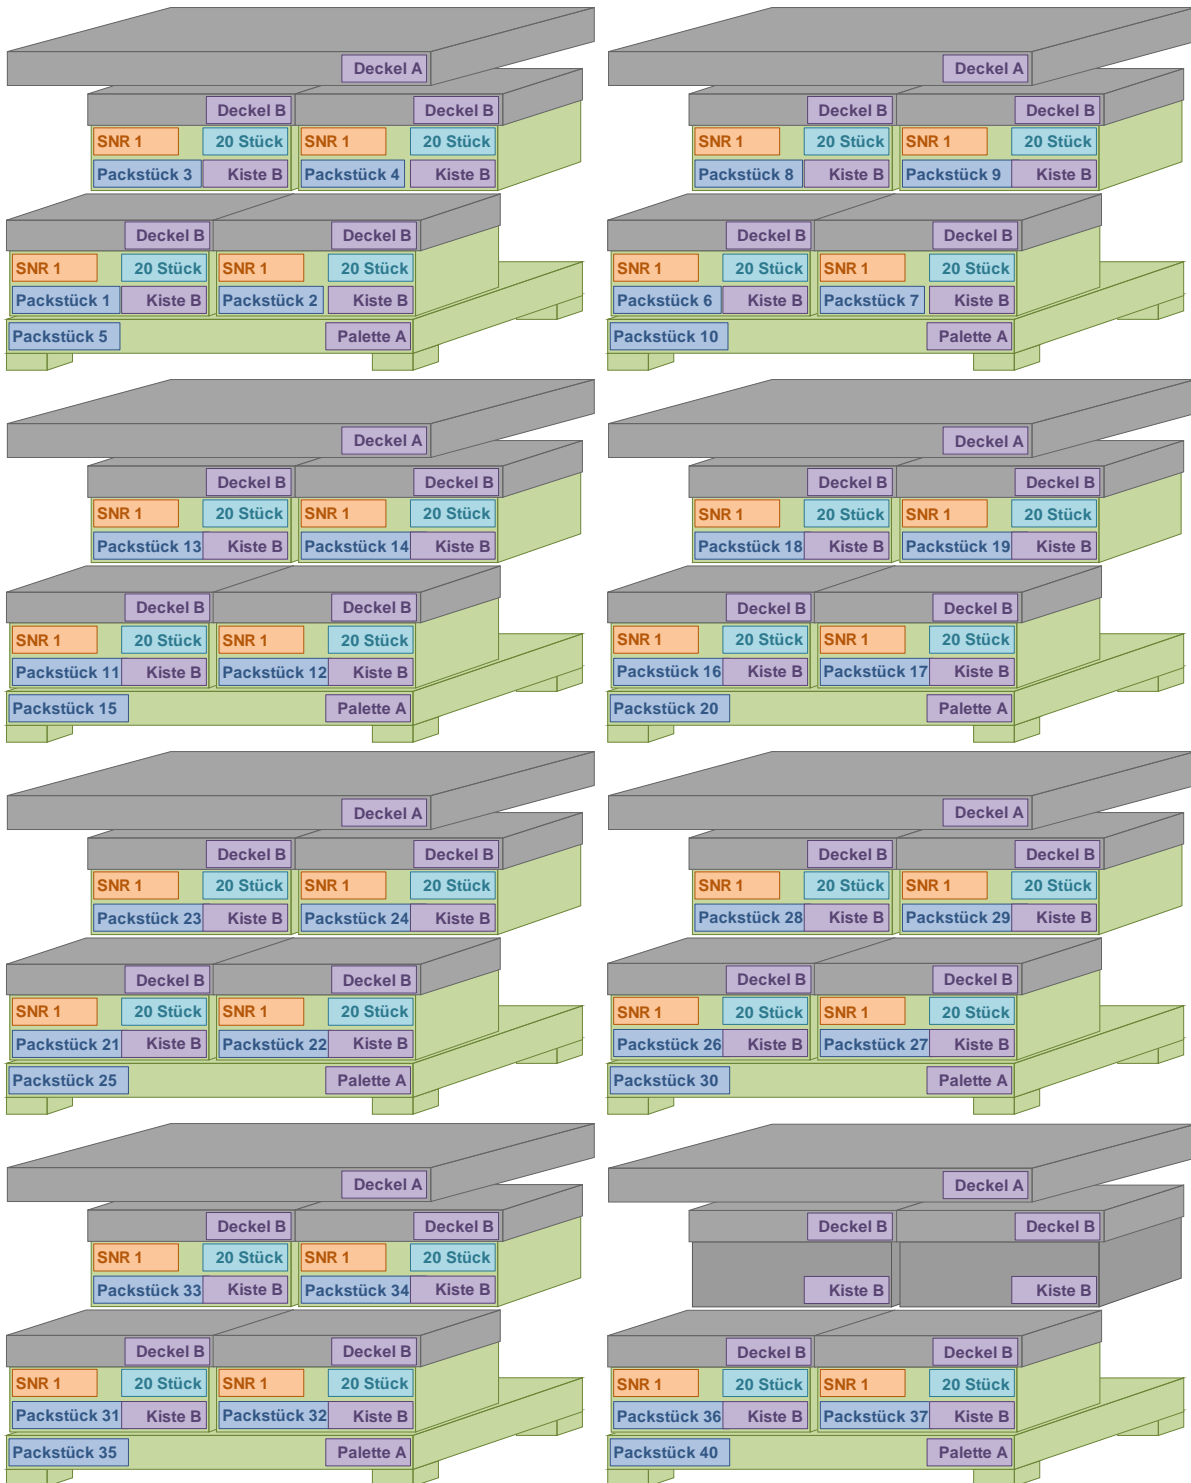 Deckel A Deckel A
Deckel B Deckel B Deckel B Deckel B
SNR 1 20 Stück SNR 1 20 Stück SNR 1 20 Stück SNR 1 20 Stück
Packstück 3 Kiste B Packstück 4 Kiste B Packstück 8 Kiste B Packstück 9 Kiste B
Deckel B Deckel B Deckel B Deckel B
SNR 1 20 Stück SNR 1 20 Stück SNR 1 20 Stück SNR 1 20 Stück
Packstück 1 Kiste B Packstück 2 Kiste B Packstück 6 Kiste B Packstück 7 Kiste B
Packstück 5 Palette A Packstück 10 Palette A
Deckel A Deckel A
Deckel B Deckel B Deckel B Deckel B
SNR 1 20 Stück SNR 1 20 Stück SNR 1 20 Stück SNR 1 20 Stück
Packstück 13 Kiste B Packstück 14 Kiste B Packstück 18 Kiste B Packstück 19 Kiste B
Deckel B Deckel B Deckel B Deckel B
SNR 1 20 Stück SNR 1 20 Stück SNR 1 20 Stück SNR 1 20 Stück
Packstück 11 Kiste B Packstück 12 Kiste B Packstück 16 Kiste B Packstück 17 Kiste B
Packstück 15 Palette A Packstück 20 Palette A
Deckel A Deckel A
Deckel B Deckel B Deckel B Deckel B
SNR 1 20 Stück SNR 1 20 Stück SNR 1 20 Stück SNR 1 20 Stück
Packstück 23 Kiste B Packstück 24 Kiste B Packstück 28 Kiste B Packstück 29 Kiste B
Deckel B Deckel B Deckel B Deckel B
SNR 1 20 Stück SNR 1 20 Stück SNR 1 20 Stück SNR 1 20 Stück
Packstück 21 Kiste B Packstück 22 Kiste B Packstück 26 Kiste B Packstück 27 Kiste B
Packstück 25 Palette A Packstück 30 Palette A
Deckel A Deckel A
Deckel B Deckel B Deckel B Deckel B
SNR 1 20 Stück SNR 1 20 Stück
Packstück 33 Kiste B Packstück 34 Kiste B Kiste B Kiste B
Deckel B Deckel B Deckel B Deckel B
SNR 1 20 Stück SNR 1 20 Stück SNR 1 20 Stück SNR 1 20 Stück
Packstück 31 Kiste B Packstück 32 Kiste B Packstück 36 Kiste B Packstück 37 Kiste B
Packstück 35 Palette A Packstück 40 Palette A